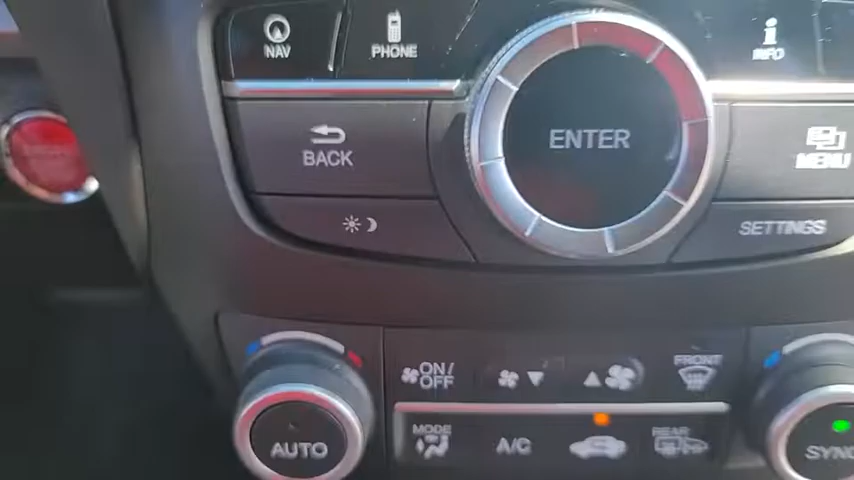 NAV
PHONE
INFO
BACK
ENTER
MENU
SETTINGS
ON/
OFF
FRONT
AUTO
MODE
A/C
REAR
SYNC